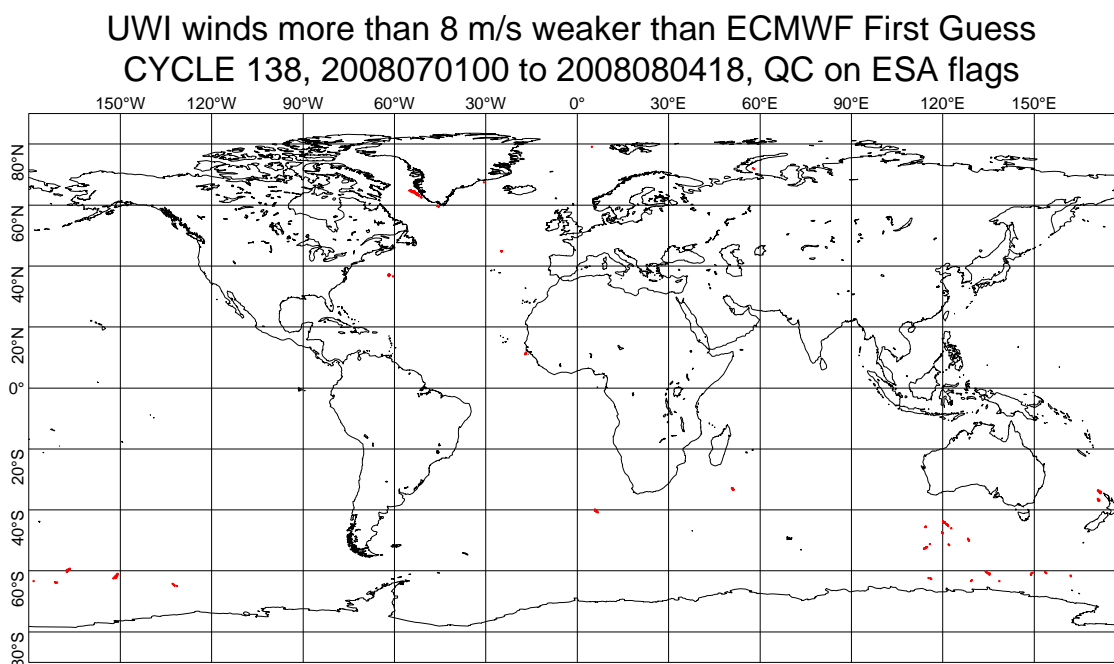 UWI winds more than 8 m/s weaker than ECMWF First Guess
CYCLE 138, 2008070100 to 2008080418, QC on ESA flags
150°W 120°W 90°W 60°W 30°W 0° 30°E 60°E 90°E 120°E 150°E
80°N
60°N
40°N
20°N
0°
20°S
40°S
60°S
80°S